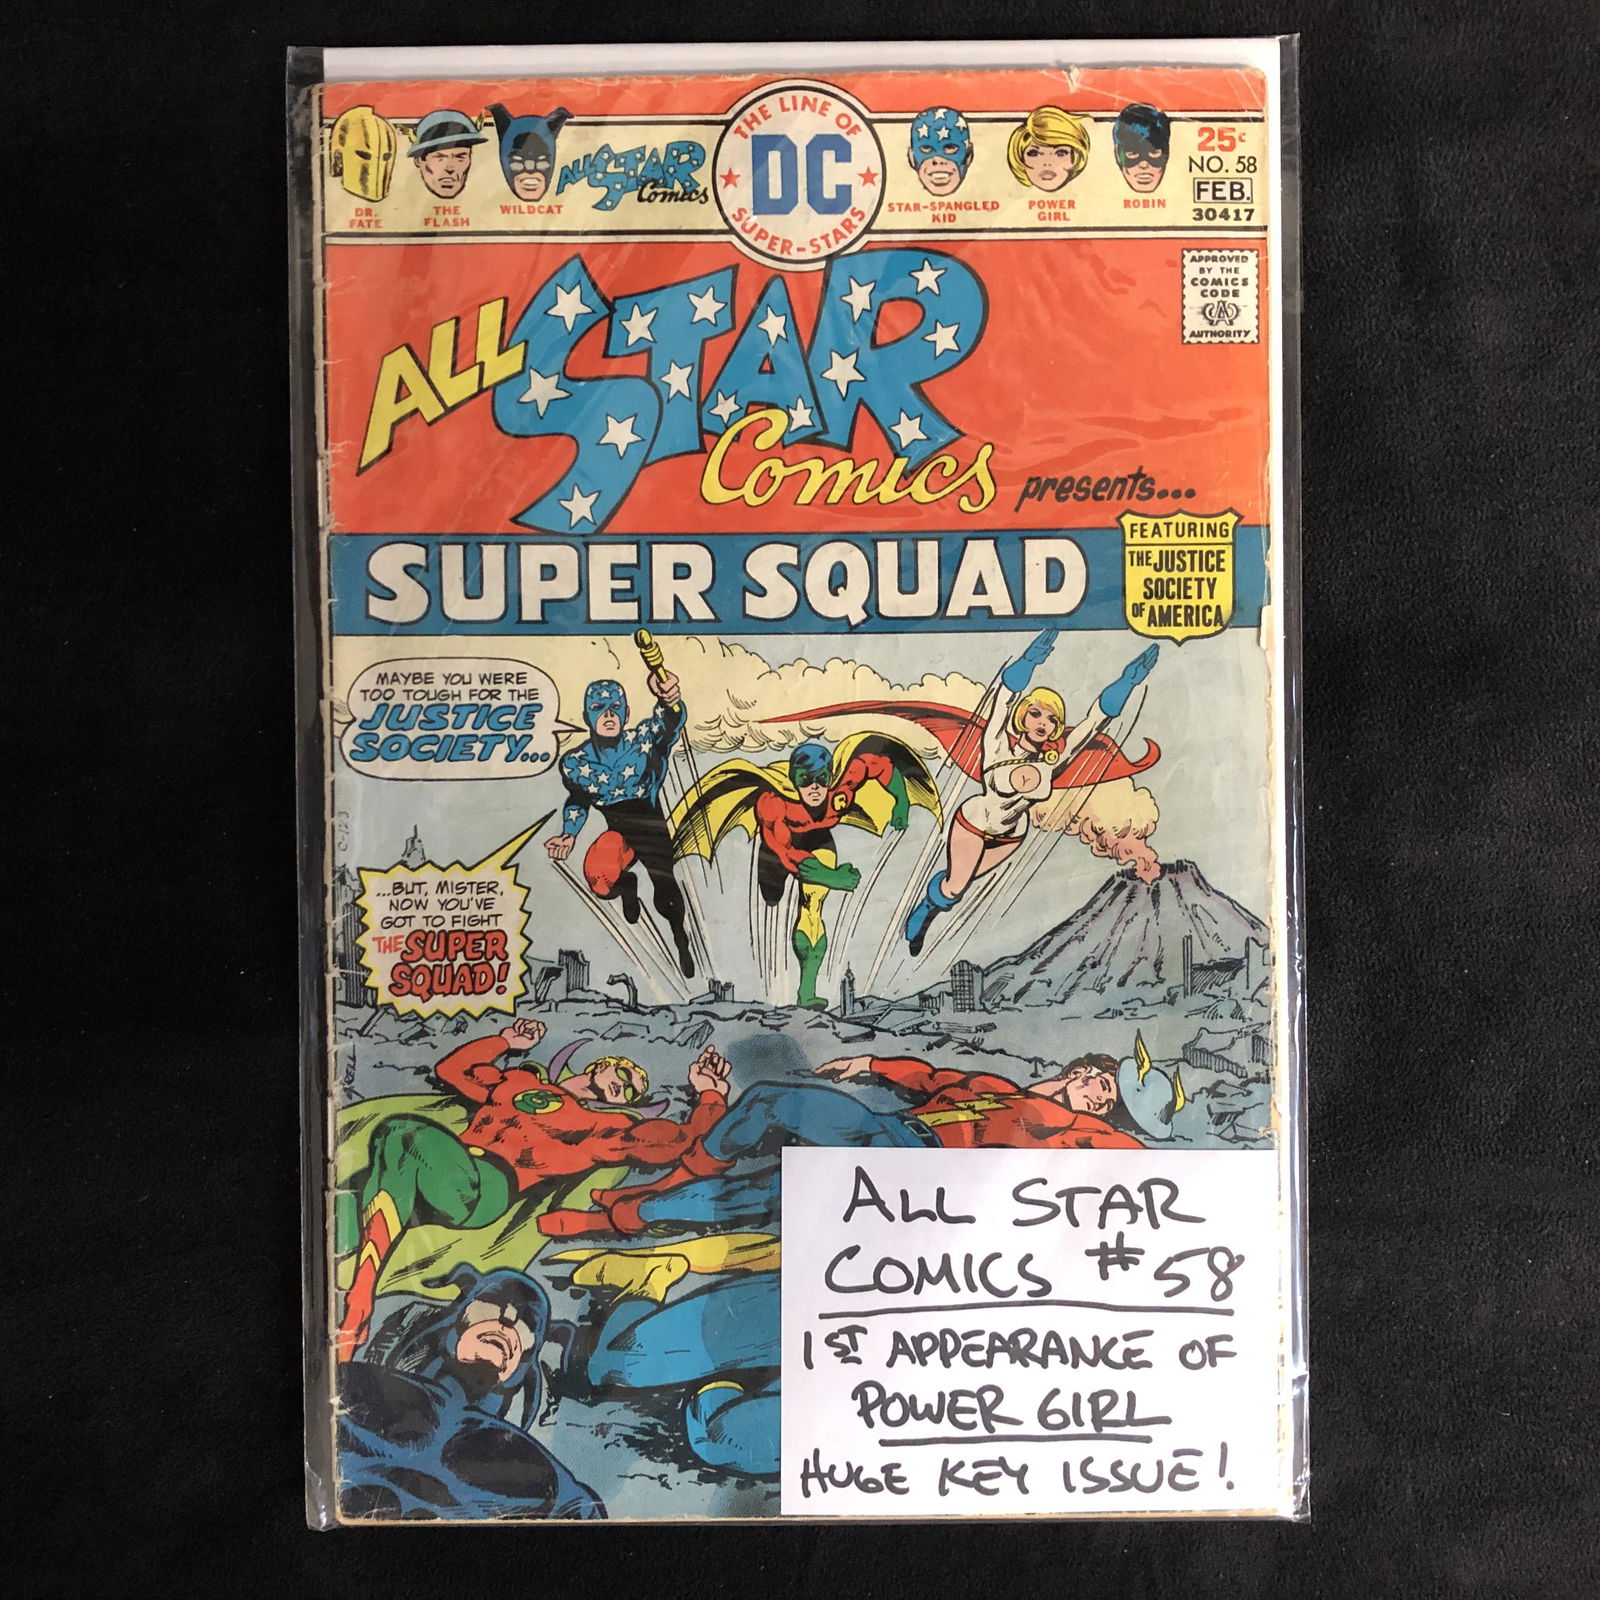 THE LINE OF
DC
SUPER-STARS
DR.
FATE
THE
FLASH
WILDCAT
ALL STAR
Comics
STAR-SPANGLED
KID
POWER
GIRL
ROBIN
25¢
NO. 58
FEB.
30417
APPROVED
BY THE
COMICS
CODE
CA
AUTHORITY
ALL STAR
Comics presents...
SUPER SQUAD
FEATURING
THE JUSTICE
SOCIETY
OF AMERICA
MAYBE YOU WERE
TOO TOUGH FOR THE
JUSTICE
SOCIETY...
...BUT, MISTER,
NOW YOU'VE
GOT TO FIGHT
THE SUPER
SQUAD!
C-123
R
ALL STAR
COMICS #58
1ST APPEARANCE OF
POWER GIRL
HUGE KEY ISSUE!